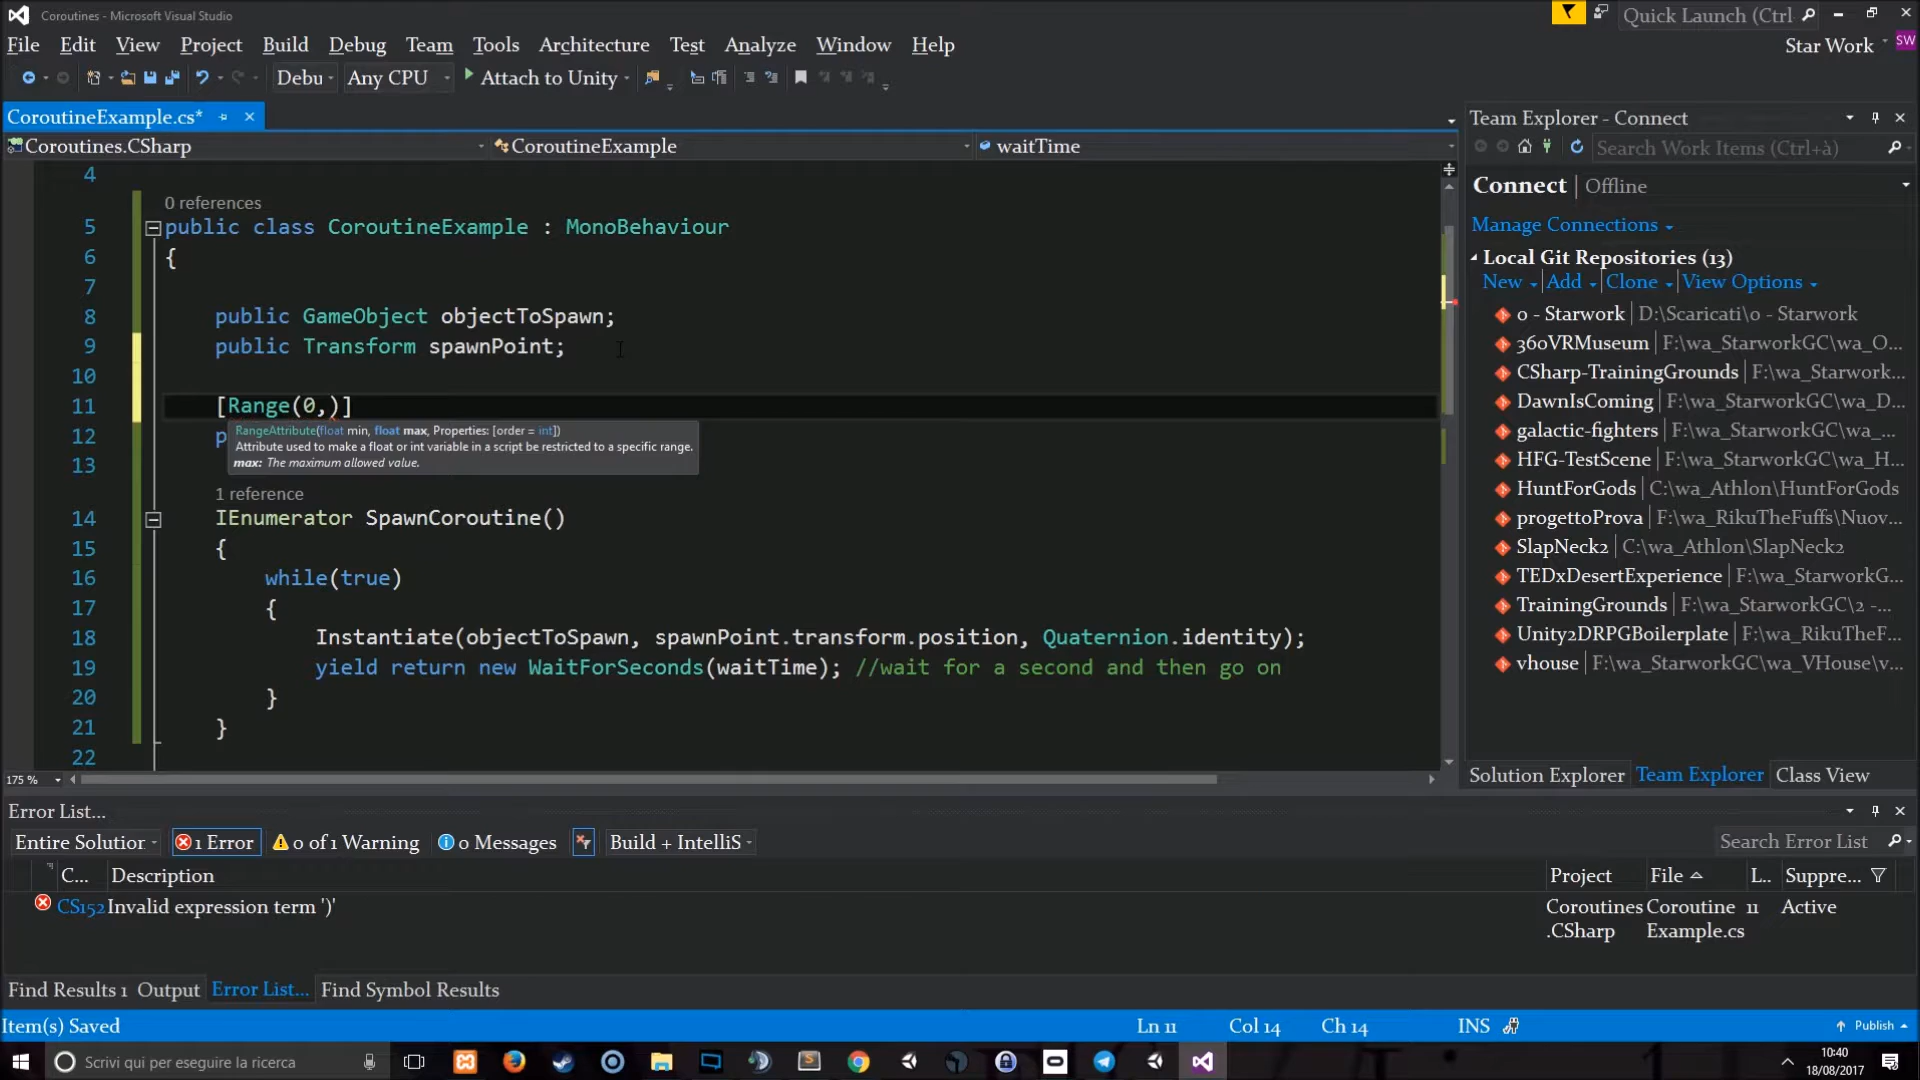 Coroutines - Microsoft Visual Studio
Quick Launch (Ctrl
File Edit View Project Build Debug Team Tools Architecture Test Analyze Window Help
Star Work SW
Debu Any CPU Attach to Unity
CoroutineExample.cs*
Coroutines.CSharp CoroutineExample waitTime
4
0 references
5 public class CoroutineExample : MonoBehaviour
6 {
7
8 public GameObject objectToSpawn;
9 public Transform spawnPoint;
10
11 [Range(0,)]
RangeAttribute(float min, float max, Properties: [order = int])
12 p
Attribute used to make a float or int variable in a script be restricted to a specific range.
13
max: The maximum allowed value.
1 reference
14 IEnumerator SpawnCoroutine()
15 {
16 while(true)
17 {
18 Instantiate(objectToSpawn, spawnPoint.transform.position, Quaternion.identity);
19 yield return new WaitForSeconds(waitTime); //wait for a second and then go on
20 }
21 }
22
175 %
Team Explorer - Connect
Search Work Items (Ctrl+à)
Connect | Offline
Manage Connections
Local Git Repositories (13)
New Add Clone View Options
0 - Starwork D:\Scaricati\0 - Starwork
360VRMuseum F:\wa_StarworkGC\wa_O...
CSharp-TrainingGrounds F:\wa_Starwork...
DawnIsComing F:\wa_StarworkGC\wa_...
galactic-fighters F:\wa_StarworkGC\wa_...
HFG-TestScene F:\wa_StarworkGC\wa_H...
HuntForGods C:\wa_Athlon\HuntForGods
progettoProva F:\wa_RikuTheFuffs\Nuov...
SlapNeck2 C:\wa_Athlon\SlapNeck2
TEDxDesertExperience F:\wa_StarworkG...
TrainingGrounds F:\wa_StarworkGC\2 -...
Unity2DRPGBoilerplate F:\wa_RikuTheF...
vhouse F:\wa_StarworkGC\wa_VHouse\v...
Solution Explorer Team Explorer Class View
Error List...
Entire Solution 1 Error 0 of 1 Warning 0 Messages Build + IntelliS Search Error List
C... Description Project File L.. Suppre...
CS152 Invalid expression term ')' Coroutines Coroutine 11 Active
.CSharp Example.cs
Find Results 1 Output Error List... Find Symbol Results
Item(s) Saved Ln 11 Col 14 Ch 14 INS Publish
Scrivi qui per eseguire la ricerca
10:40
18/08/2017